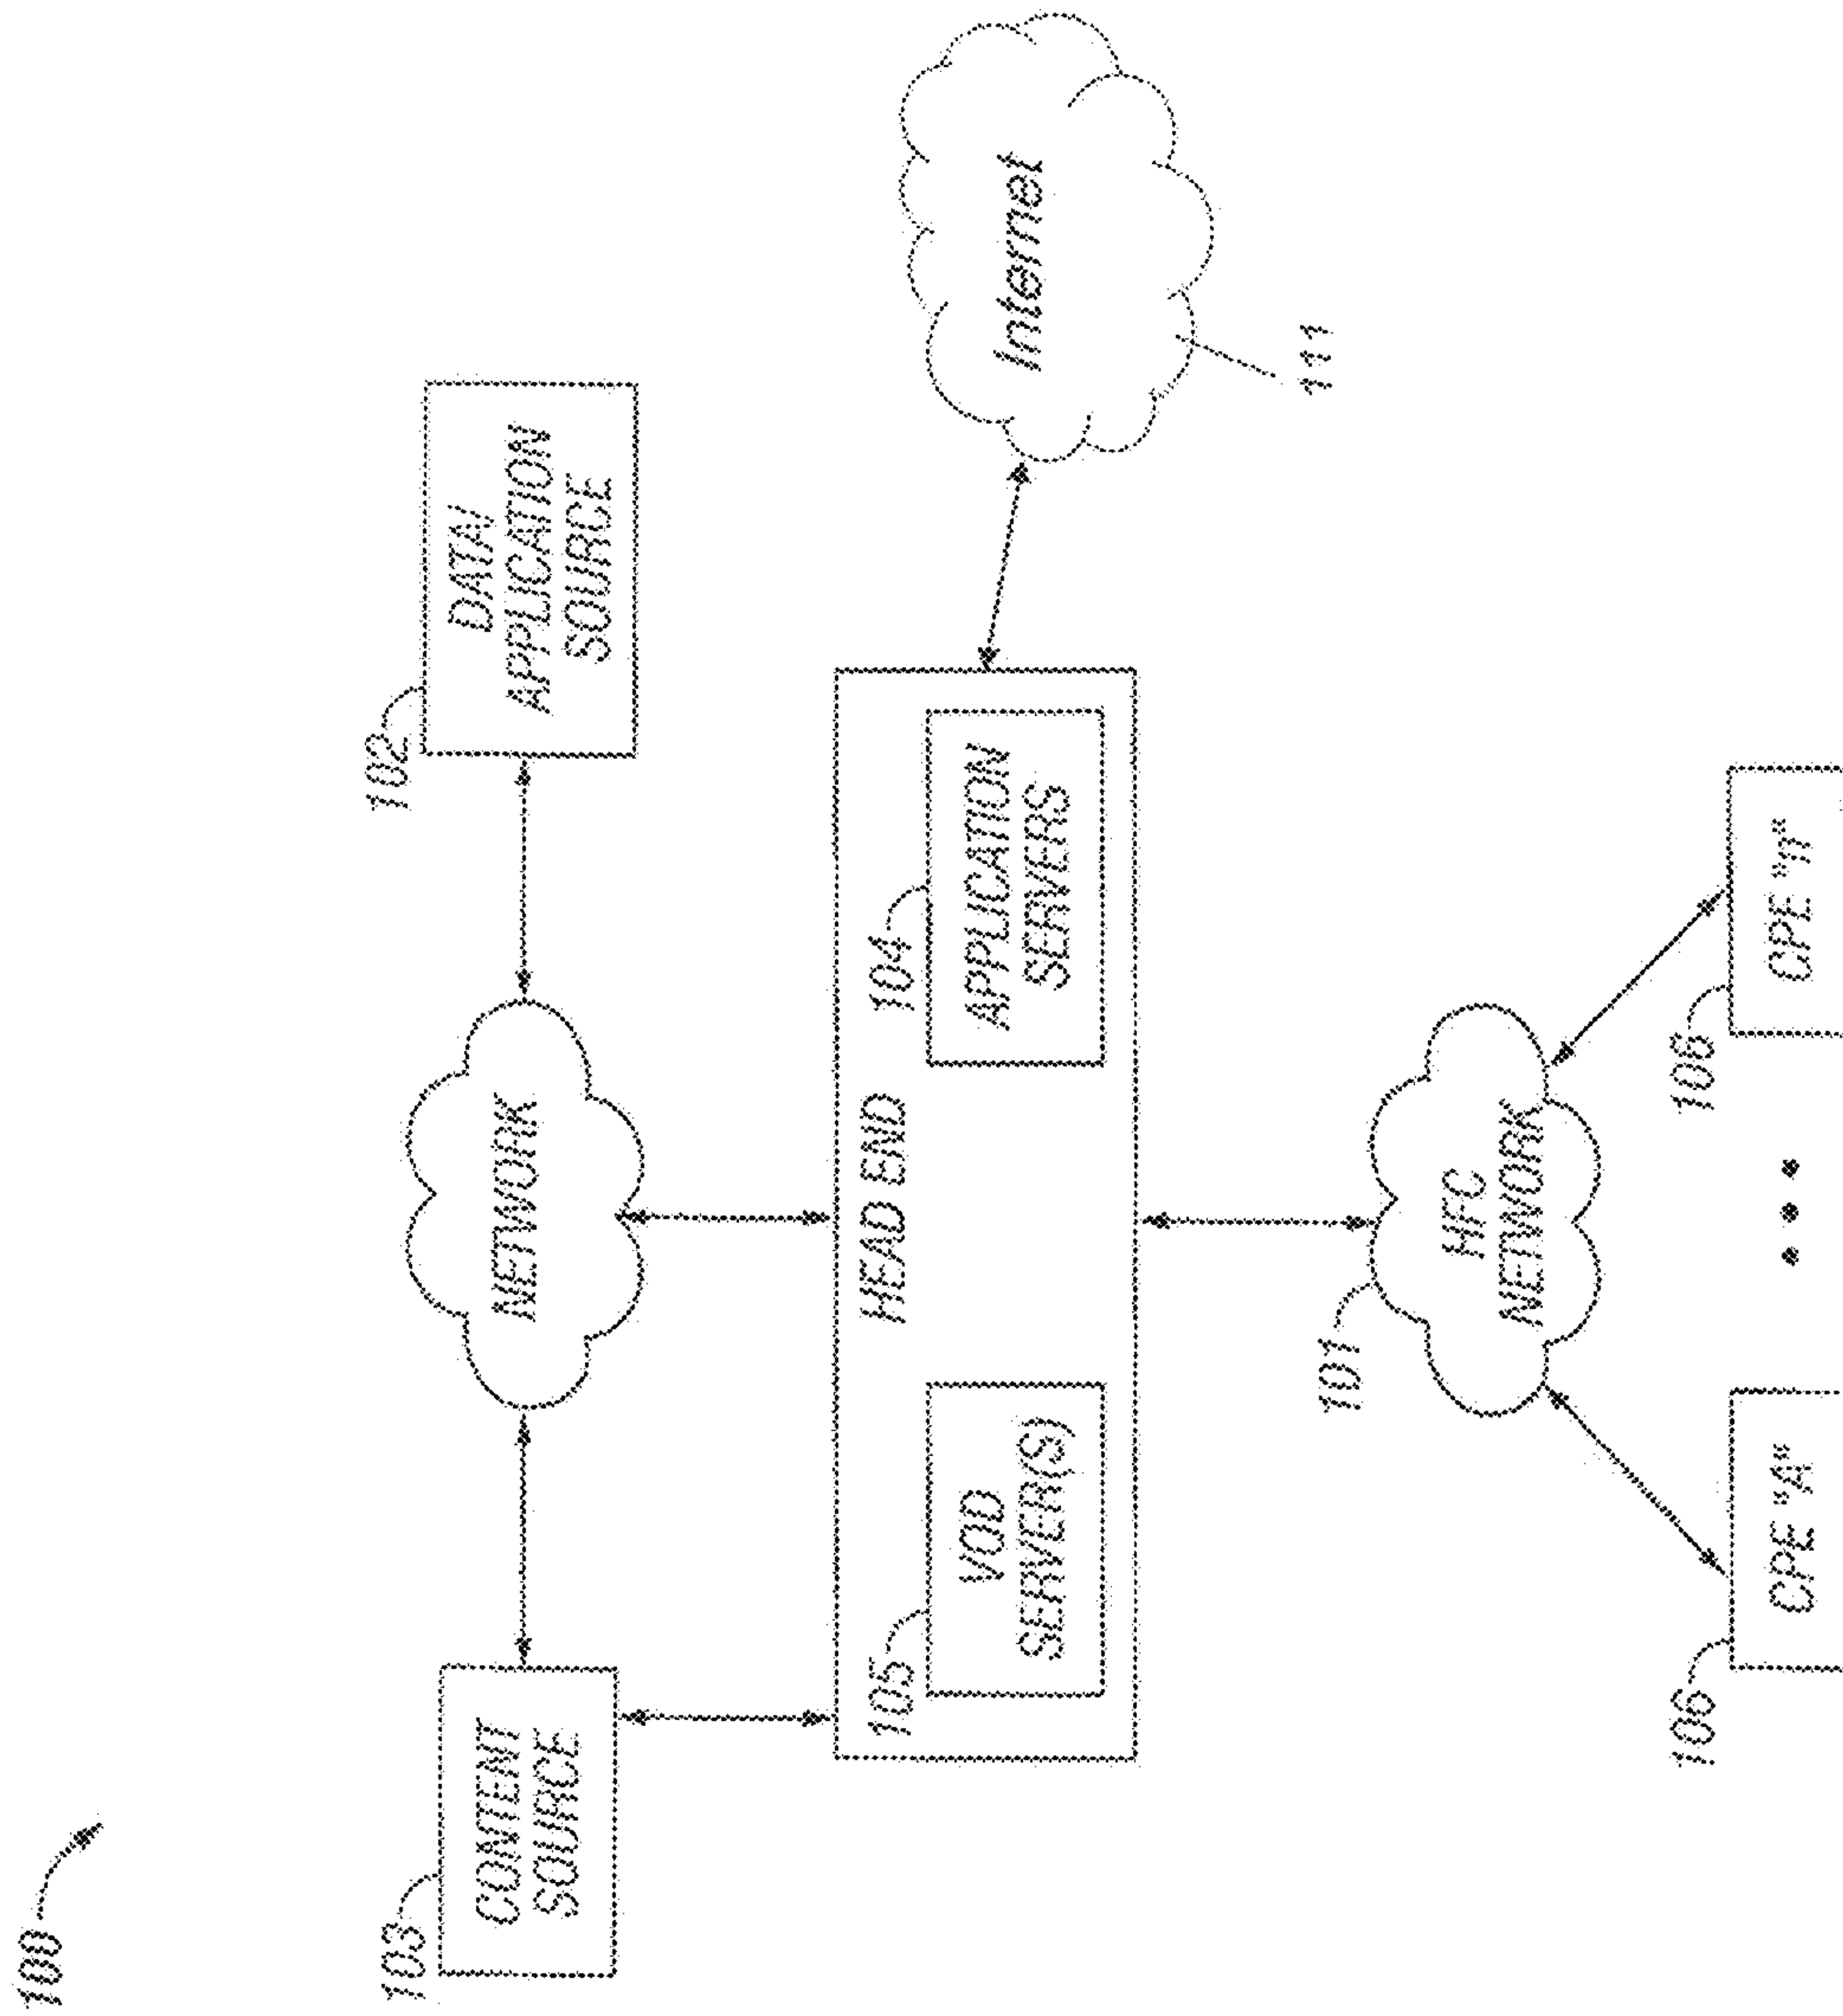 100
103
CONTENT
SOURCE
NETWORK
102
DATA/
APPLICATION
SOURCE
HEAD END
105
VOD
SERVER(S)
104
APPLICATION
SERVERS
Internet
111
101
HFC
NETWORK
106
CPE "A"
106
CPE "n"